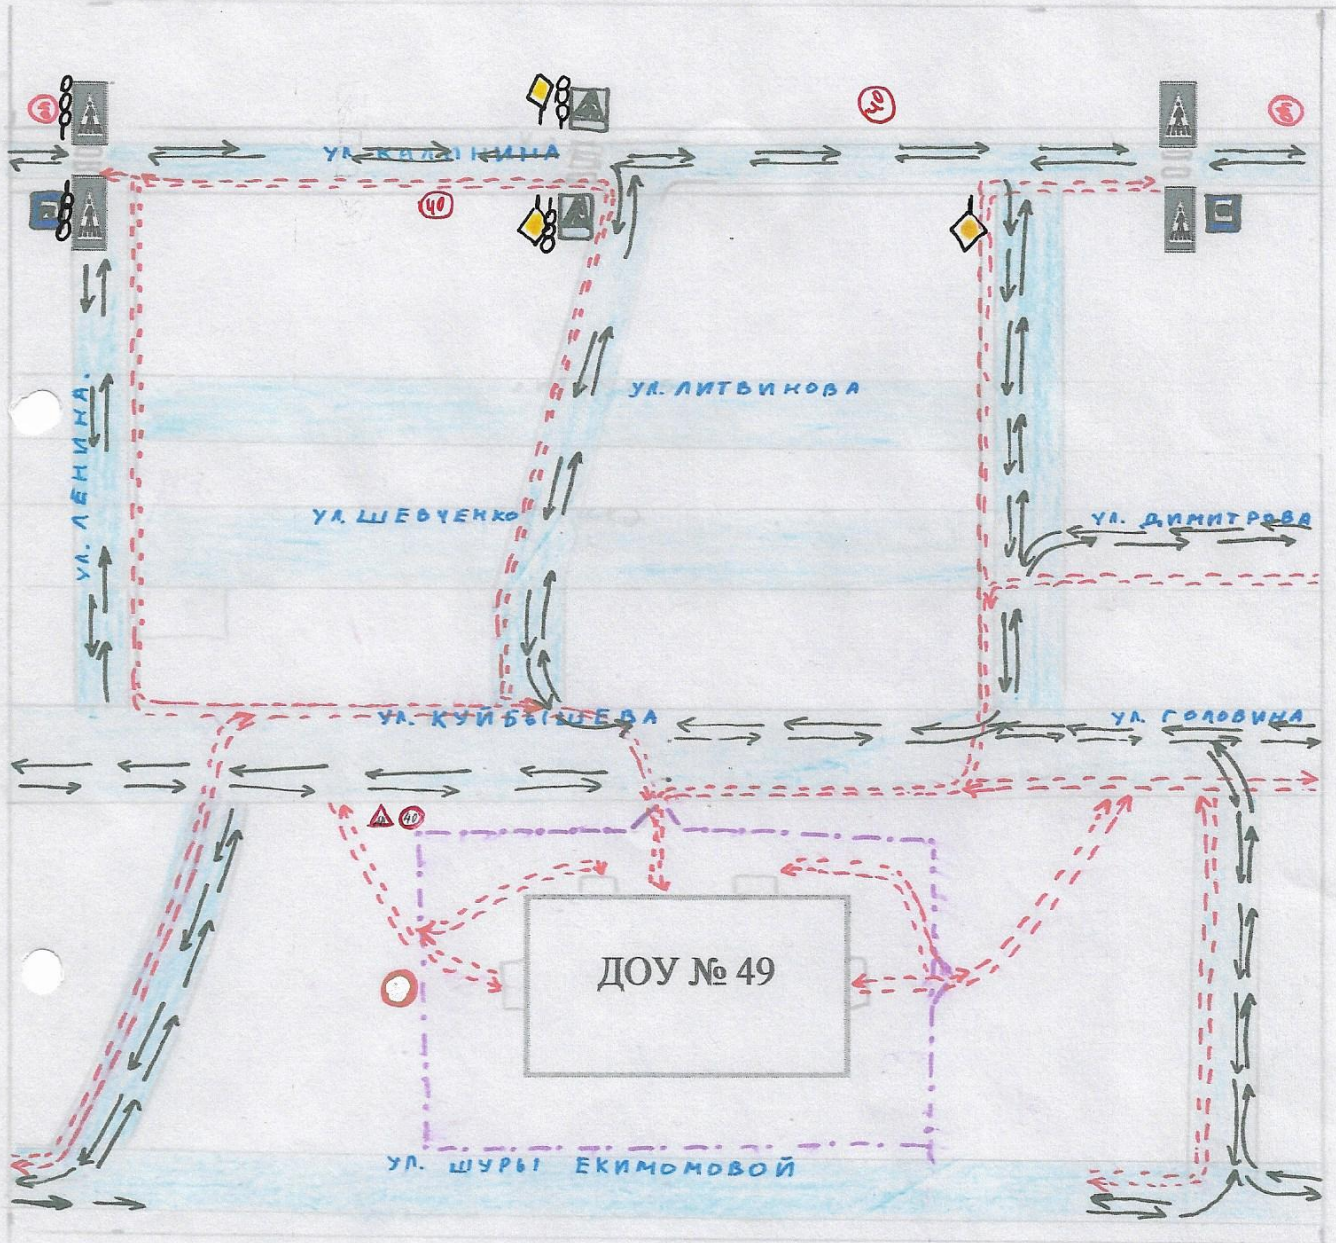 40
40
УЛ. КАЛИНИНА
40
УЛ. ЛИТВИНОВА
УЛ. ЛЕНИНА.
УЛ. ШЕВЧЕНКО
УЛ. ДИМИТРОВА
УЛ. КУЙБЫШЕВА
УЛ. ГОЛОВИНА
40
ДОУ № 49
УЛ. ШУРЫ ЕКИМОМОВОЙ